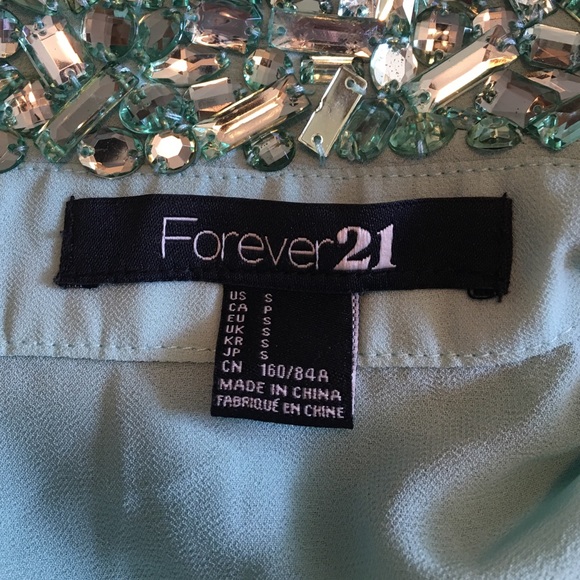 Forever21
US S
CA P
EU S
UK S
KR S
JP S
CN 160/84A
MADE IN CHINA
FABRIQUÉ EN CHINE